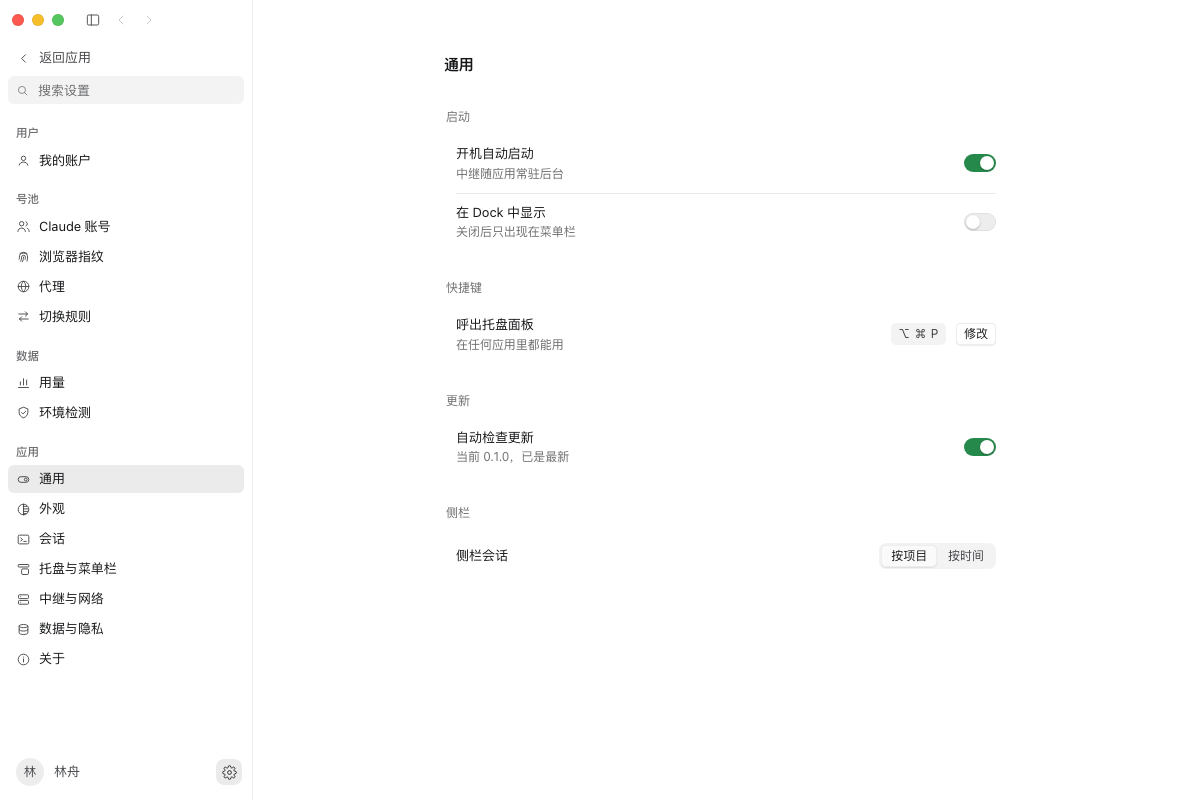 返回应用
搜索设置
用户
我的账户
号池
Claude 账号
浏览器指纹
代理
切换规则
数据
用量
环境检测
应用
通用
外观
会话
托盘与菜单栏
中继与网络
数据与隐私
关于
林 林舟
通用
启动
开机自动启动
中继随应用常驻后台
在 Dock 中显示
关闭后只出现在菜单栏
快捷键
呼出托盘面板
在任何应用里都能用
⌥ ⌘ P 修改
更新
自动检查更新
当前 0.1.0，已是最新
侧栏
侧栏会话
按项目 按时间